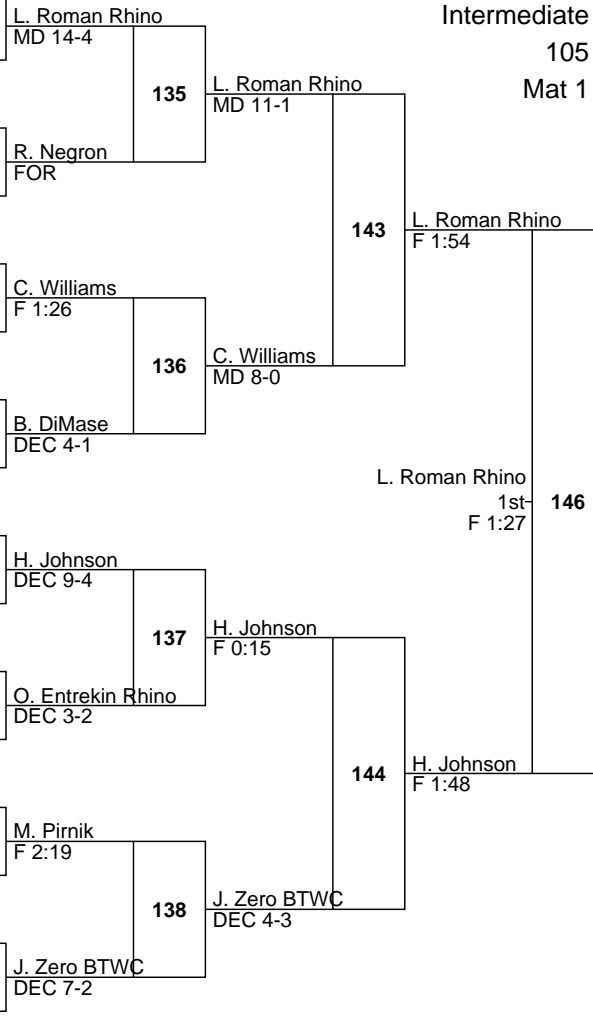 L. Roman Rhino
MD 14-4
Intermediate
105
Mat 1
135
L. Roman Rhino
MD 11-1
R. Negron
FOR
143
L. Roman Rhino
F 1:54
C. Williams
F 1:26
136
C. Williams
MD 8-0
B. DiMase
DEC 4-1
L. Roman Rhino
1st
F 1:27
146
H. Johnson
DEC 9-4
137
H. Johnson
F 0:15
O. Entrekin Rhino
DEC 3-2
144
H. Johnson
F 1:48
M. Pirnik
F 2:19
138
J. Zero BTWC
DEC 4-3
J. Zero BTWC
DEC 7-2